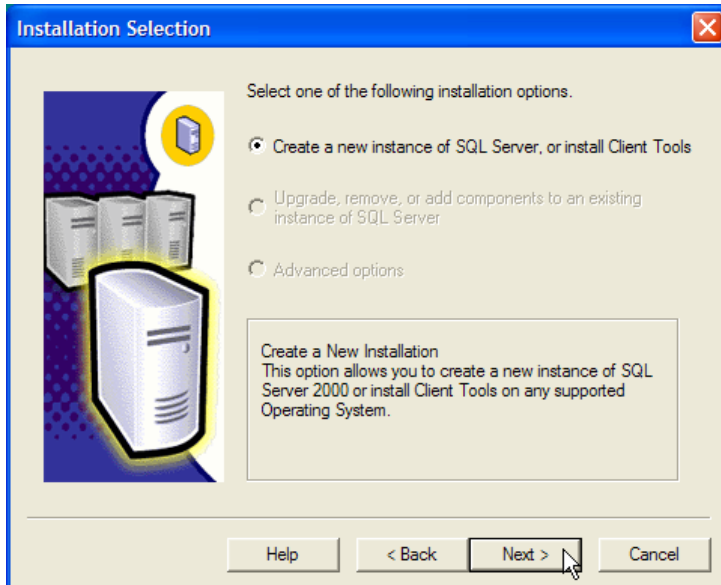 Installation Selection
Select one of the following installation options.
Create a new instance of SQL Server, or install Client Tools
Upgrade, remove, or add components to an existing
instance of SQL Server
Advanced options
Create a New Installation
This option allows you to create a new instance of SQL
Server 2000 or install Client Tools on any supported
Operating System.
Help
< Back
Next >
Cancel